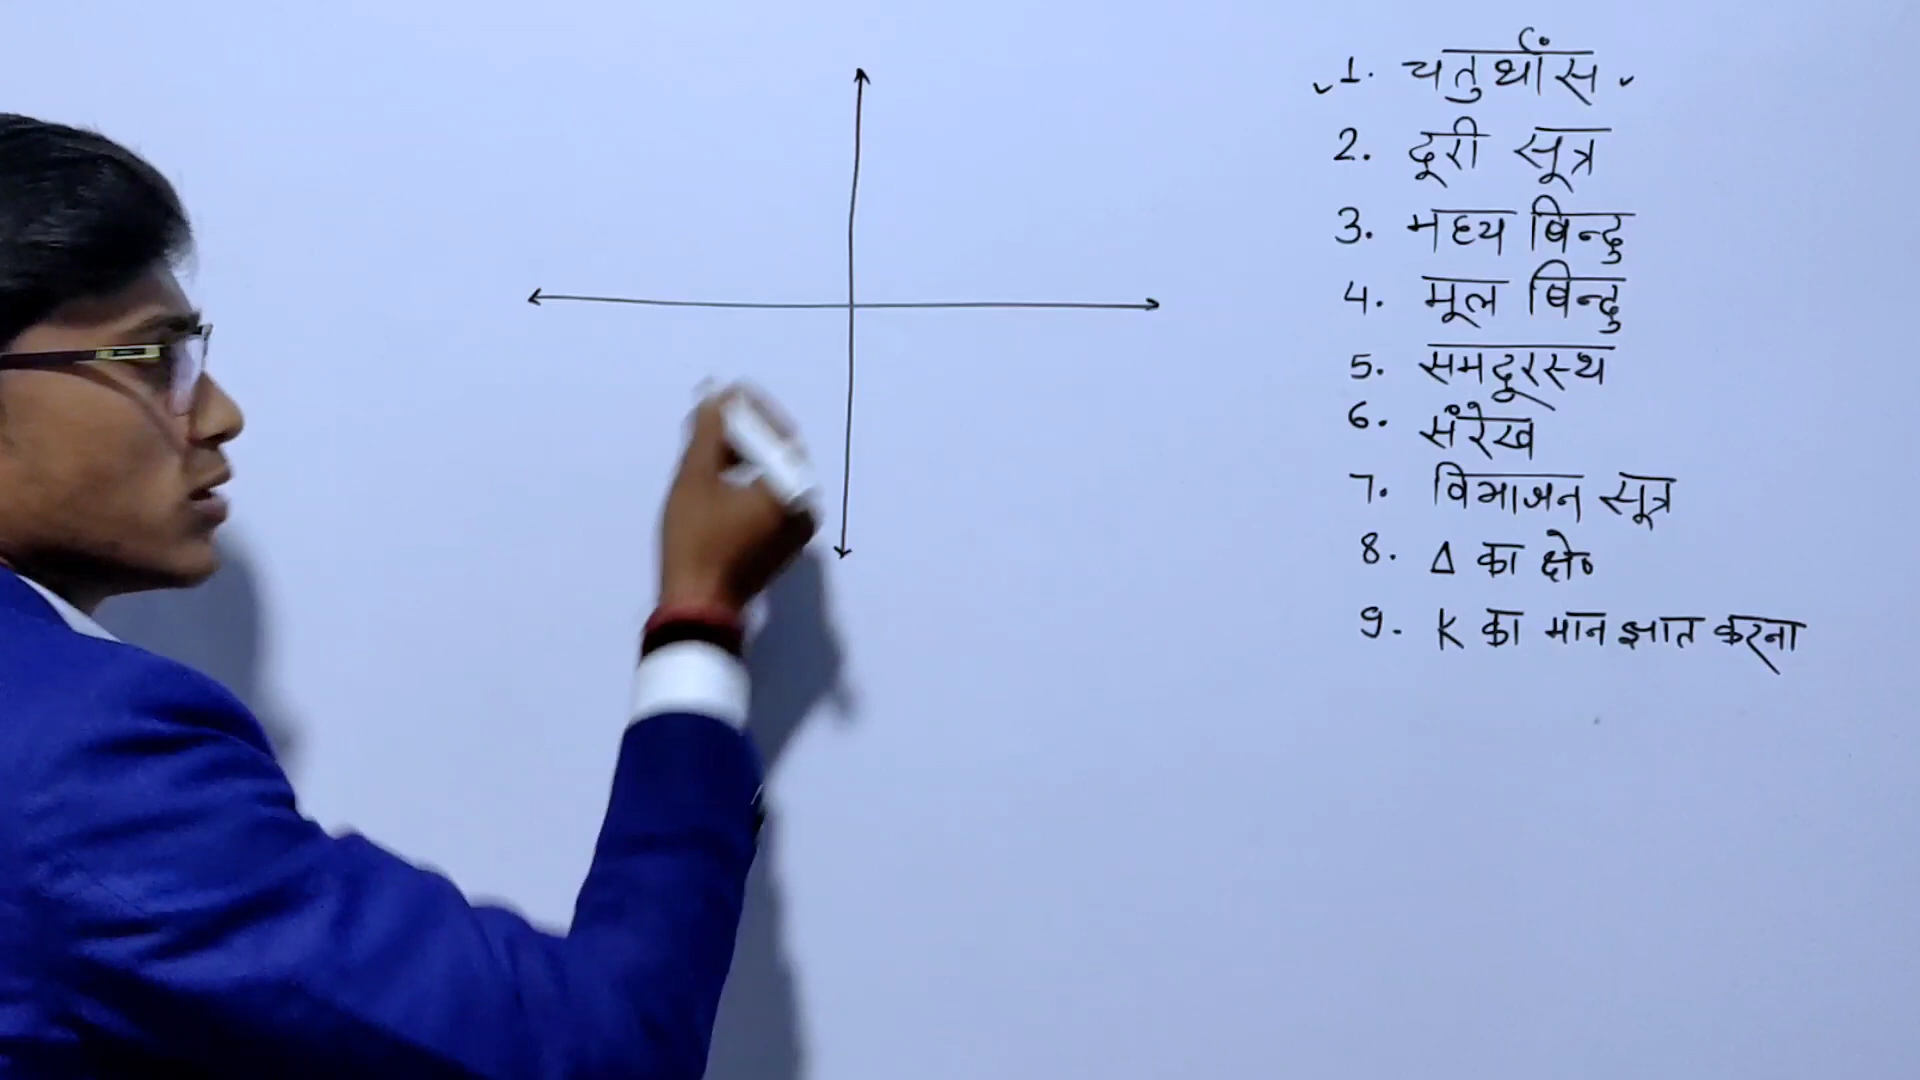 1. चतुर्थांस
2. दूरी सूत्र
3. मध्य बिन्दु
4. मूल बिन्दु
5. समदूरस्थ
6. संरेख
7. विभाजन सूत्र
8. Δ का क्षे०
9. K का मान ज्ञात करना